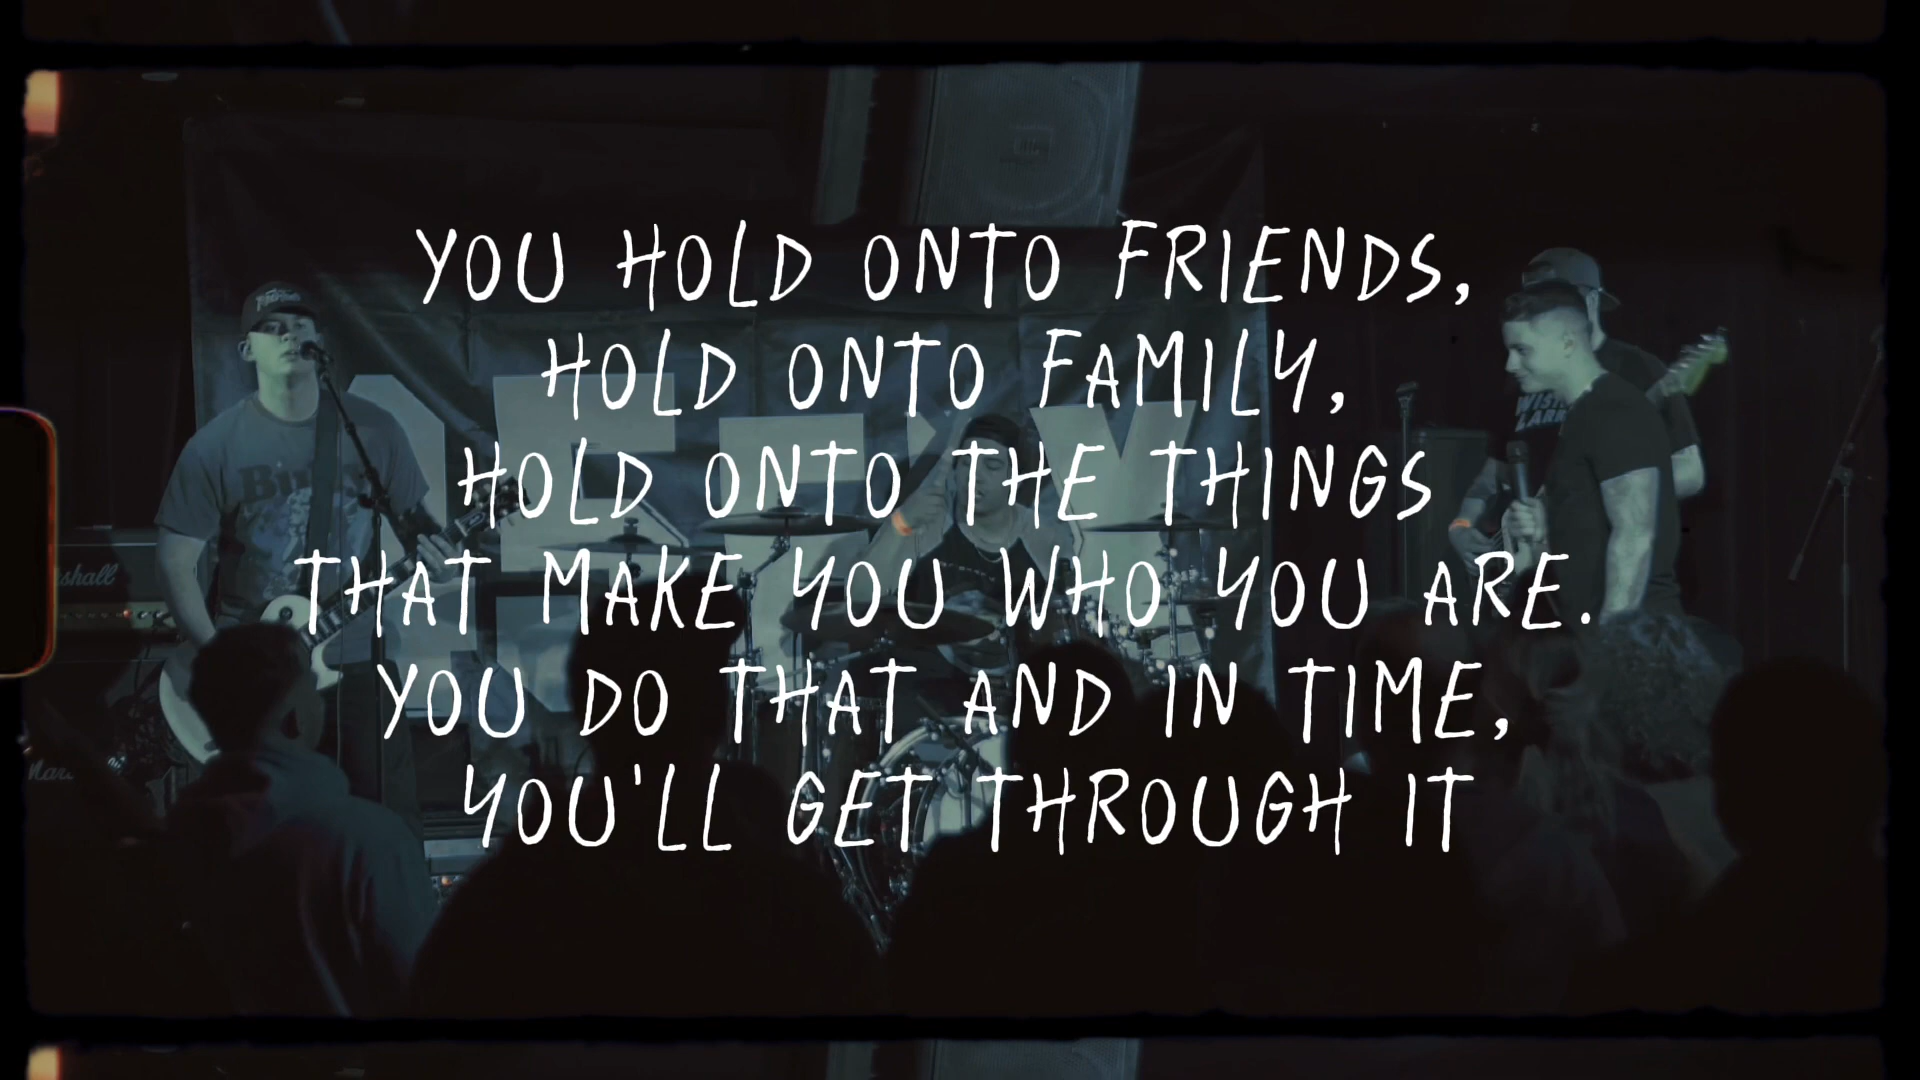 YOU HOLD ONTO FRIENDS,
HOLD ONTO FAMILY,
HOLD ONTO THE THINGS
THAT MAKE YOU WHO YOU ARE.
YOU DO THAT AND IN TIME,
YOU'LL GET THROUGH IT